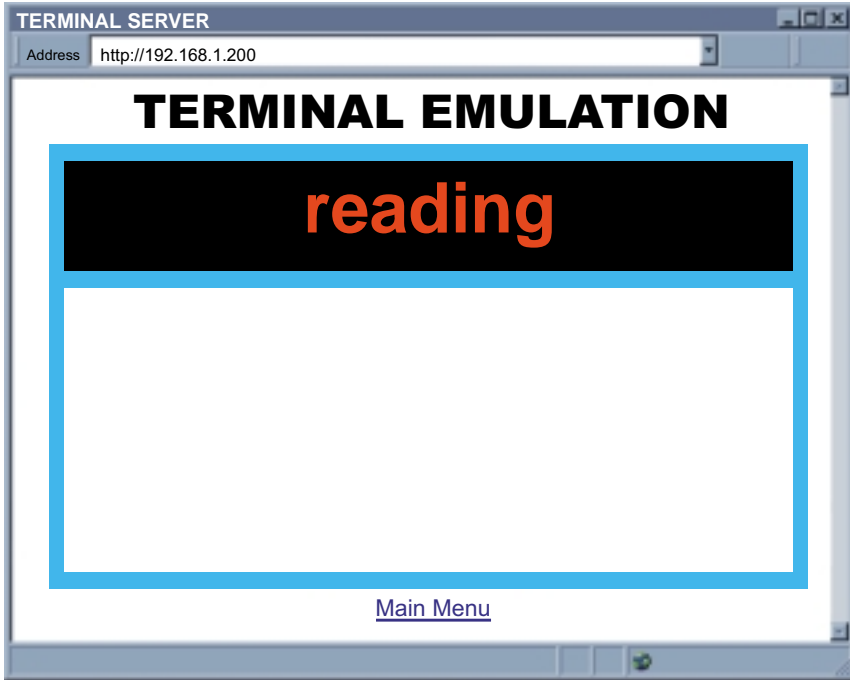 TERMINAL SERVER
Address http://192.168.1.200
TERMINAL EMULATION
reading
Main Menu